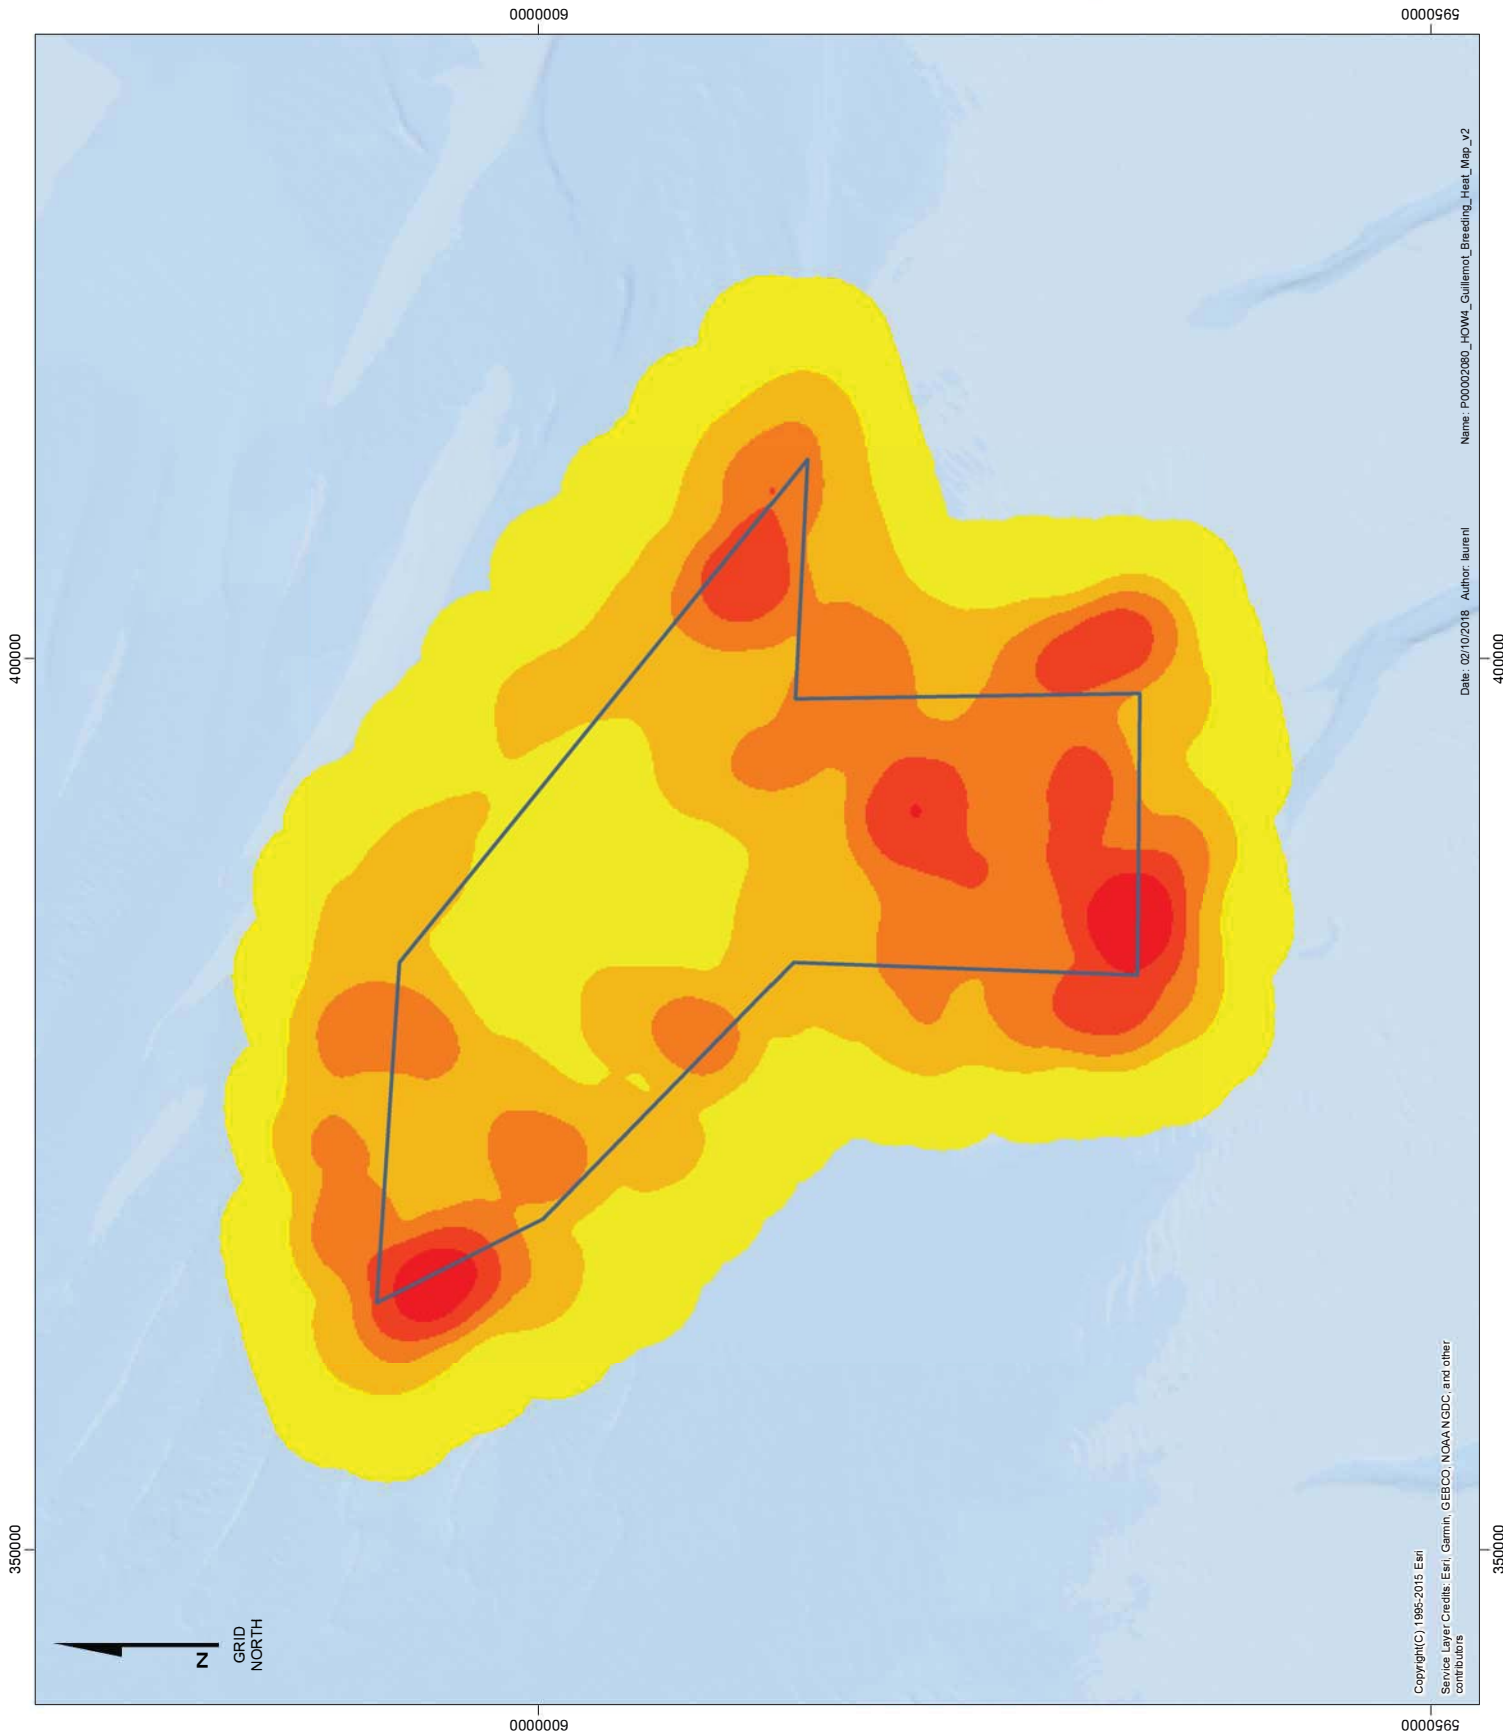 6000000
5950000
400000
350000
GRID
NORTH
N
Copyright(C) 1995-2015 Esri
Service Layer Credits: Esri, Garmin, GEBCO, NOAA NGDC, and other
contributors
Date: 02/10/2018 Author: laurenl Name: P00002080_HOW4_Guillemot_Breeding_Heat_Map_v2
350000
400000
6000000
5950000